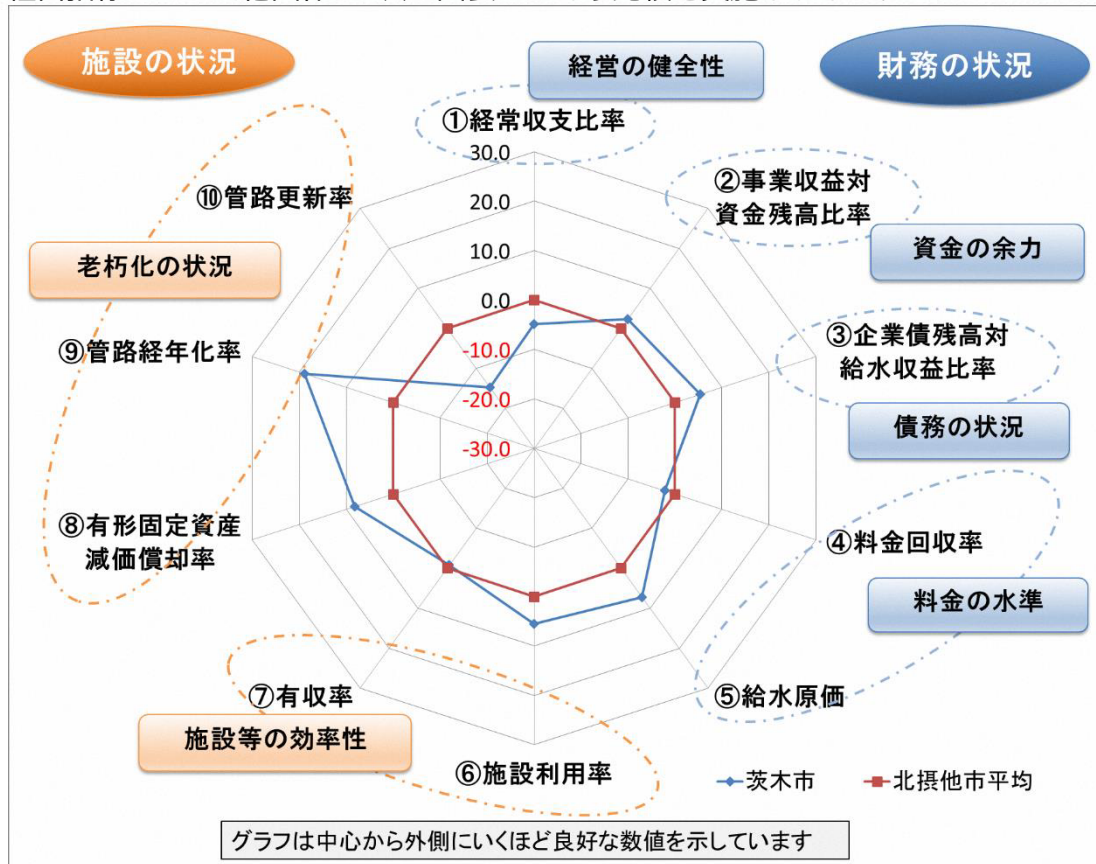 施設の状況
経営の健全性
財務の状況
①経常収支比率
②事業収益対
資金残高比率
資金の余力
③企業債残高対
給水収益比率
債務の状況
④料金回収率
料金の水準
⑤給水原価
⑥施設利用率
⑦有収率
施設等の効率性
⑧有形固定資産
減価償却率
⑨管路経年化率
老朽化の状況
⑩管路更新率
30.0
20.0
10.0
0.0
-10.0
-20.0
-30.0
茨木市
北摂他市平均
グラフは中心から外側にいくほど良好な数値を示しています